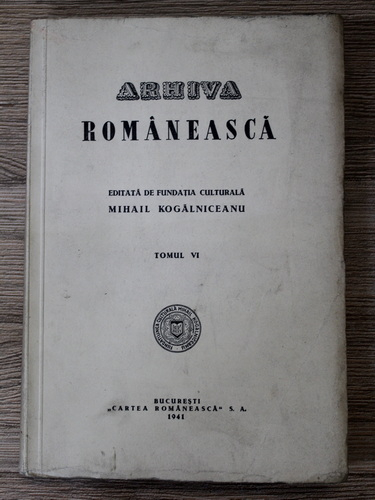 ARHIVA
ROMÂNEASCĂ
EDITATĂ DE FUNDAȚIA CULTURALĂ
MIHAIL KOGĂLNICEANU
TOMUL VI
BUCUREȘTI
„CARTEA ROMÂNEASCĂ" S. A.
1941